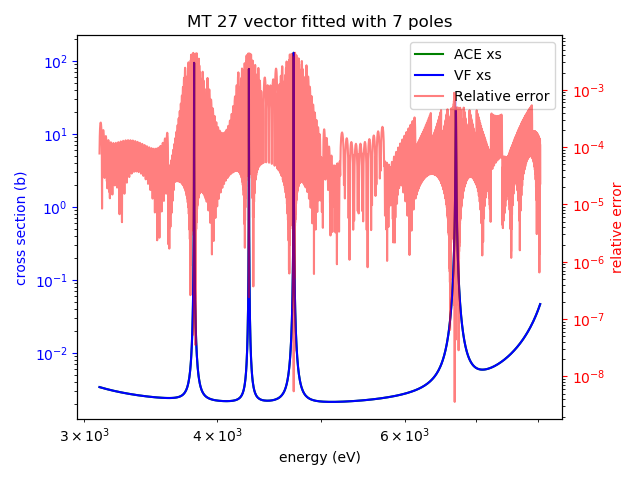 MT 27 vector fitted with 7 poles
ACE xs
VF xs
Relative error
10²
10¹
10⁰
10⁻¹
10⁻²
cross section (b)
10⁻³
10⁻⁴
10⁻⁵
10⁻⁶
10⁻⁷
10⁻⁸
relative error
3 × 10³
4 × 10³
6 × 10³
energy (eV)